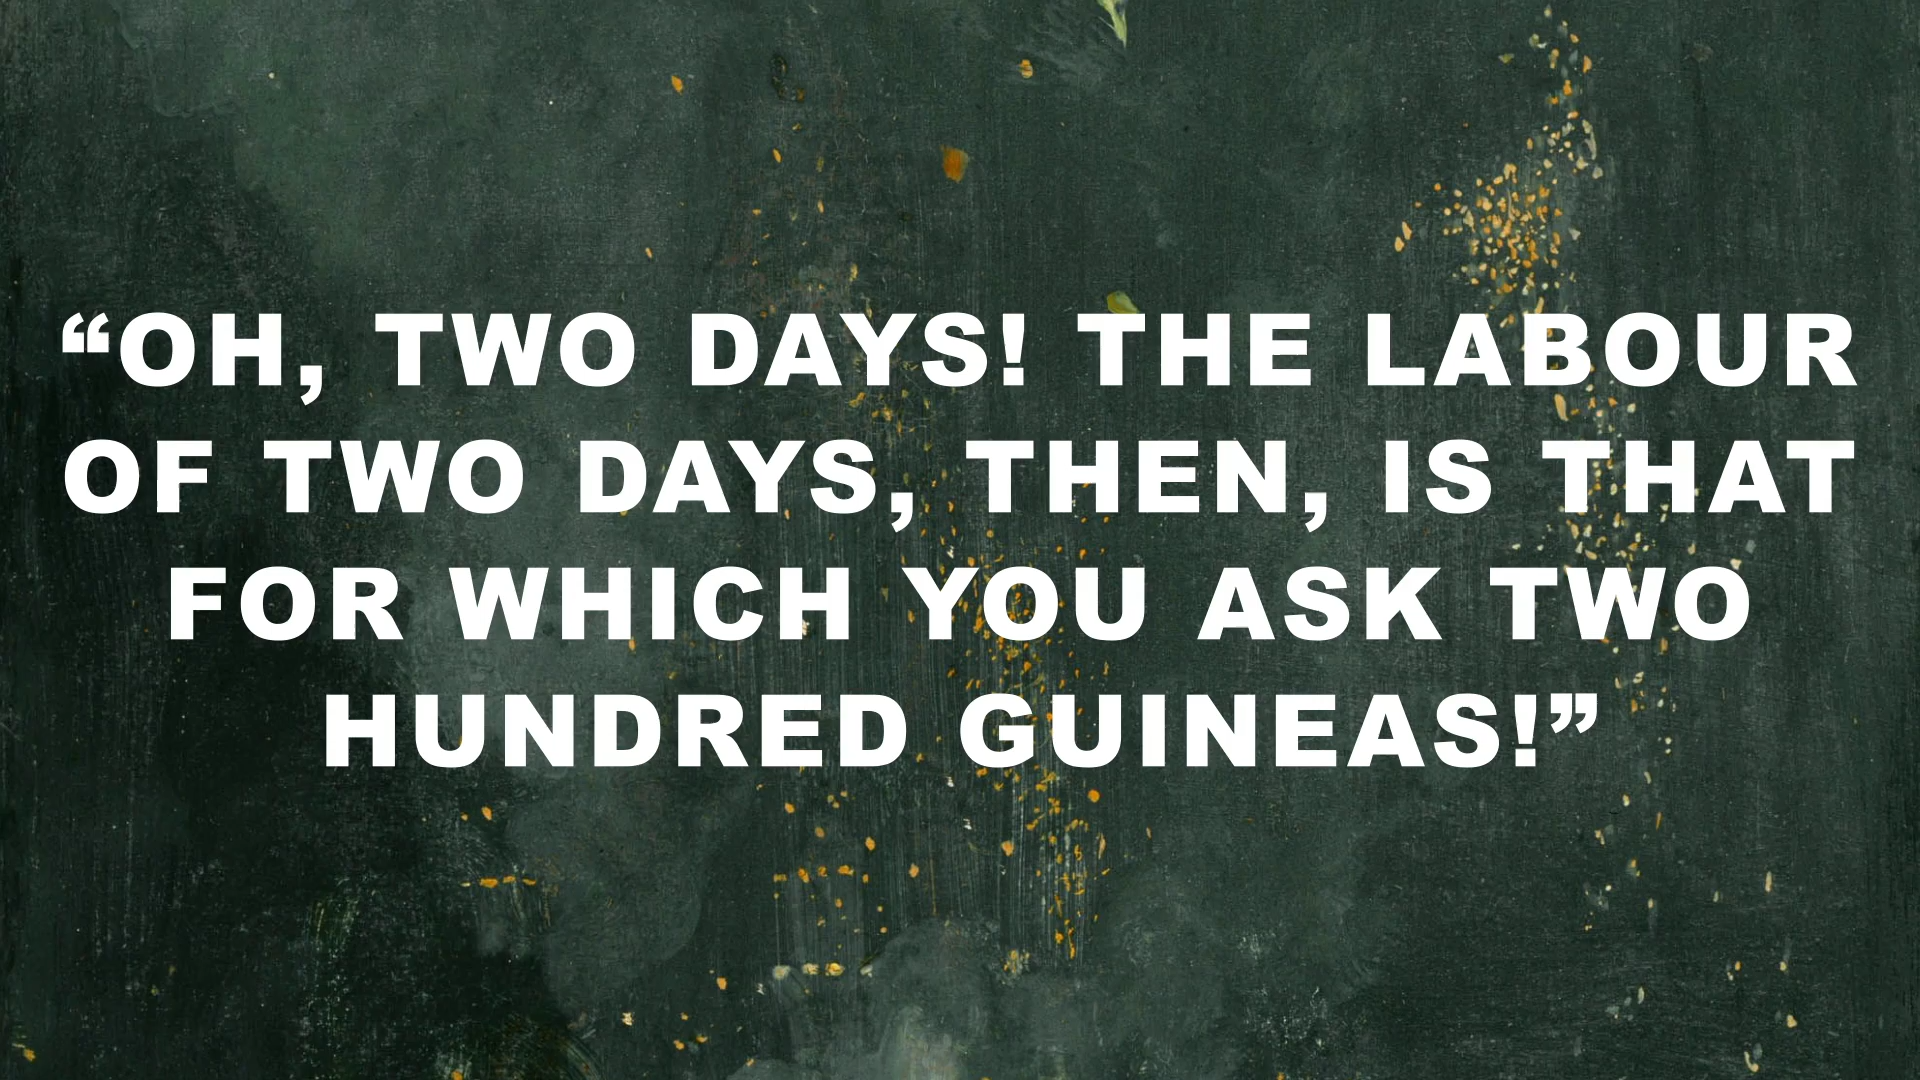 “OH, TWO DAYS! THE LABOUR
OF TWO DAYS, THEN, IS THAT
FOR WHICH YOU ASK TWO
HUNDRED GUINEAS!”